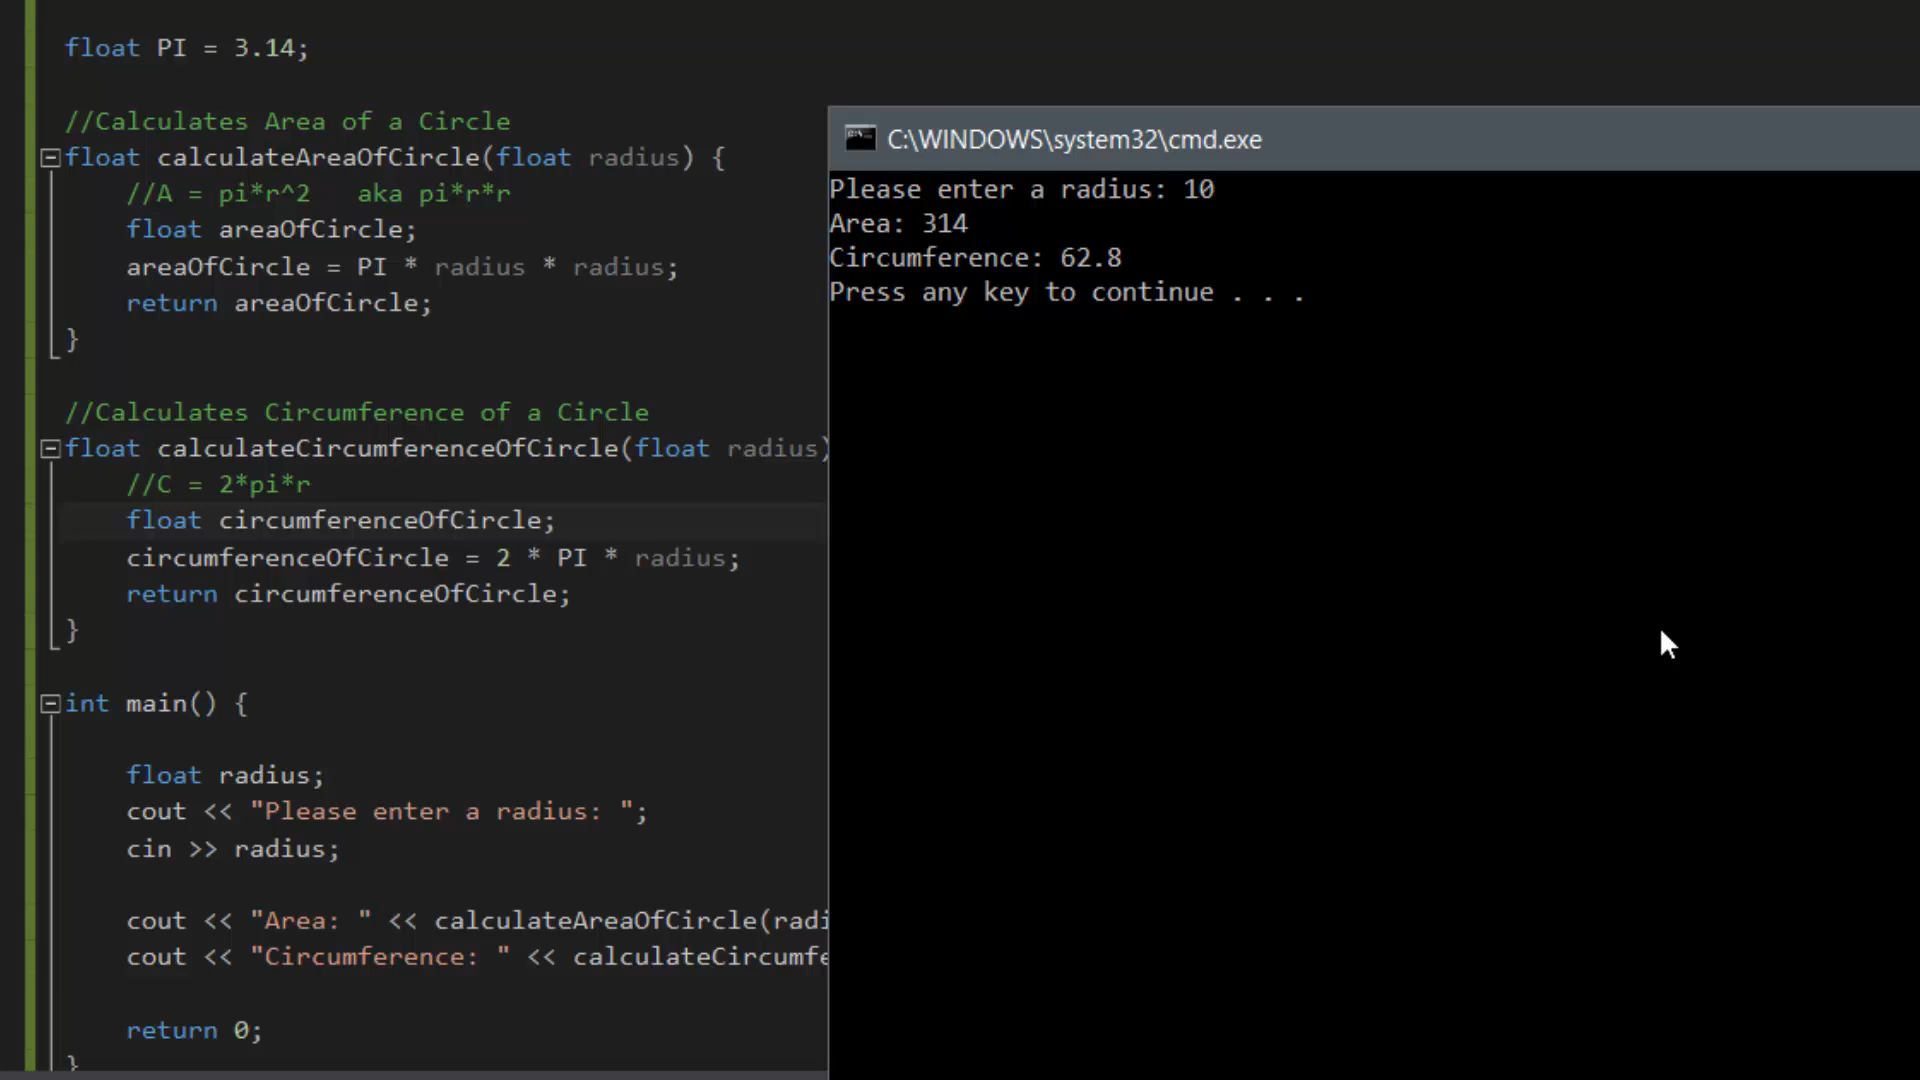 float PI = 3.14;
//Calculates Area of a Circle
float calculateAreaOfCircle(float radius) {
//A = pi*r^2   aka pi*r*r
float areaOfCircle;
areaOfCircle = PI * radius * radius;
return areaOfCircle;
}
//Calculates Circumference of a Circle
float calculateCircumferenceOfCircle(float radius)
//C = 2*pi*r
float circumferenceOfCircle;
circumferenceOfCircle = 2 * PI * radius;
return circumferenceOfCircle;
}
int main() {
float radius;
cout << "Please enter a radius: ";
cin >> radius;
cout << "Area: " << calculateAreaOfCircle(radi
cout << "Circumference: " << calculateCircumfe
return 0;
}
C:\WINDOWS\system32\cmd.exe
Please enter a radius: 10
Area: 314
Circumference: 62.8
Press any key to continue . . .